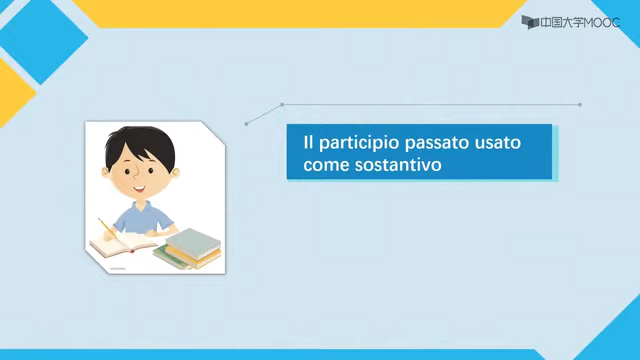 中国大学MOOC
Il participio passato usato
come sostantivo